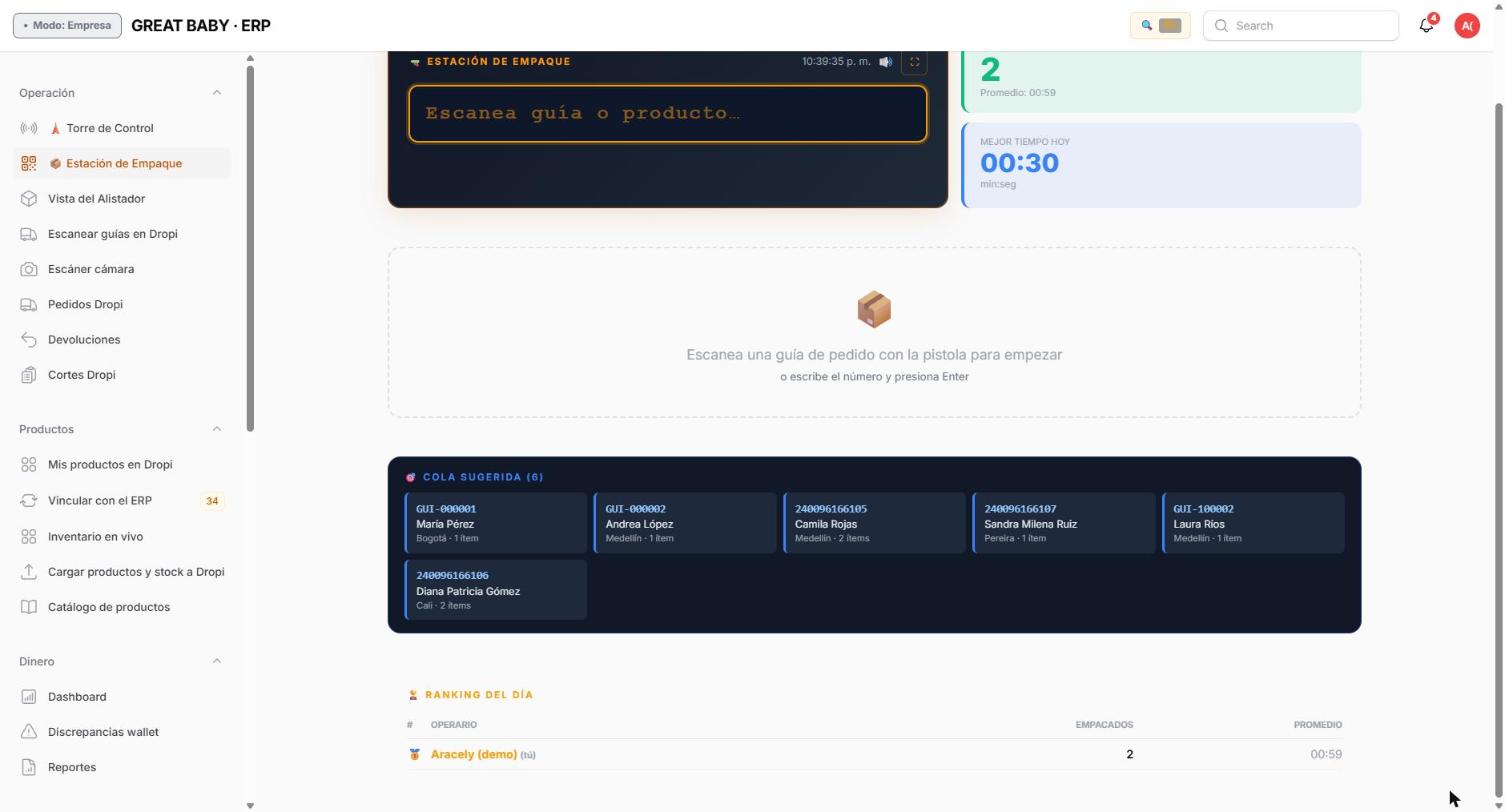 • Modo: Empresa
GREAT BABY · ERP
Search
4
A(
Operación
Torre de Control
Estación de Empaque
Vista del Alistador
Escanear guías en Dropi
Escáner cámara
Pedidos Dropi
Devoluciones
Cortes Dropi
Productos
Mis productos en Dropi
Vincular con el ERP 34
Inventario en vivo
Cargar productos y stock a Dropi
Catálogo de productos
Dinero
Dashboard
Discrepancias wallet
Reportes
ESTACIÓN DE EMPAQUE 10:39:35 p. m.
Escanea guía o producto…
2
Promedio: 00:59
MEJOR TIEMPO HOY
00:30
min:seg
Escanea una guía de pedido con la pistola para empezar
o escribe el número y presiona Enter
COLA SUGERIDA (6)
GUI-000001
María Pérez
Bogotá · 1 ítem
GUI-000002
Andrea López
Medellín · 1 ítem
240096166105
Camila Rojas
Medellín · 2 ítems
240096166107
Sandra Milena Ruiz
Pereira · 1 ítem
GUI-100002
Laura Ríos
Medellín · 1 ítem
240096166106
Diana Patricia Gómez
Cali · 2 ítems
RANKING DEL DÍA
# OPERARIO EMPACADOS PROMEDIO
Aracely (demo) (tú) 2 00:59